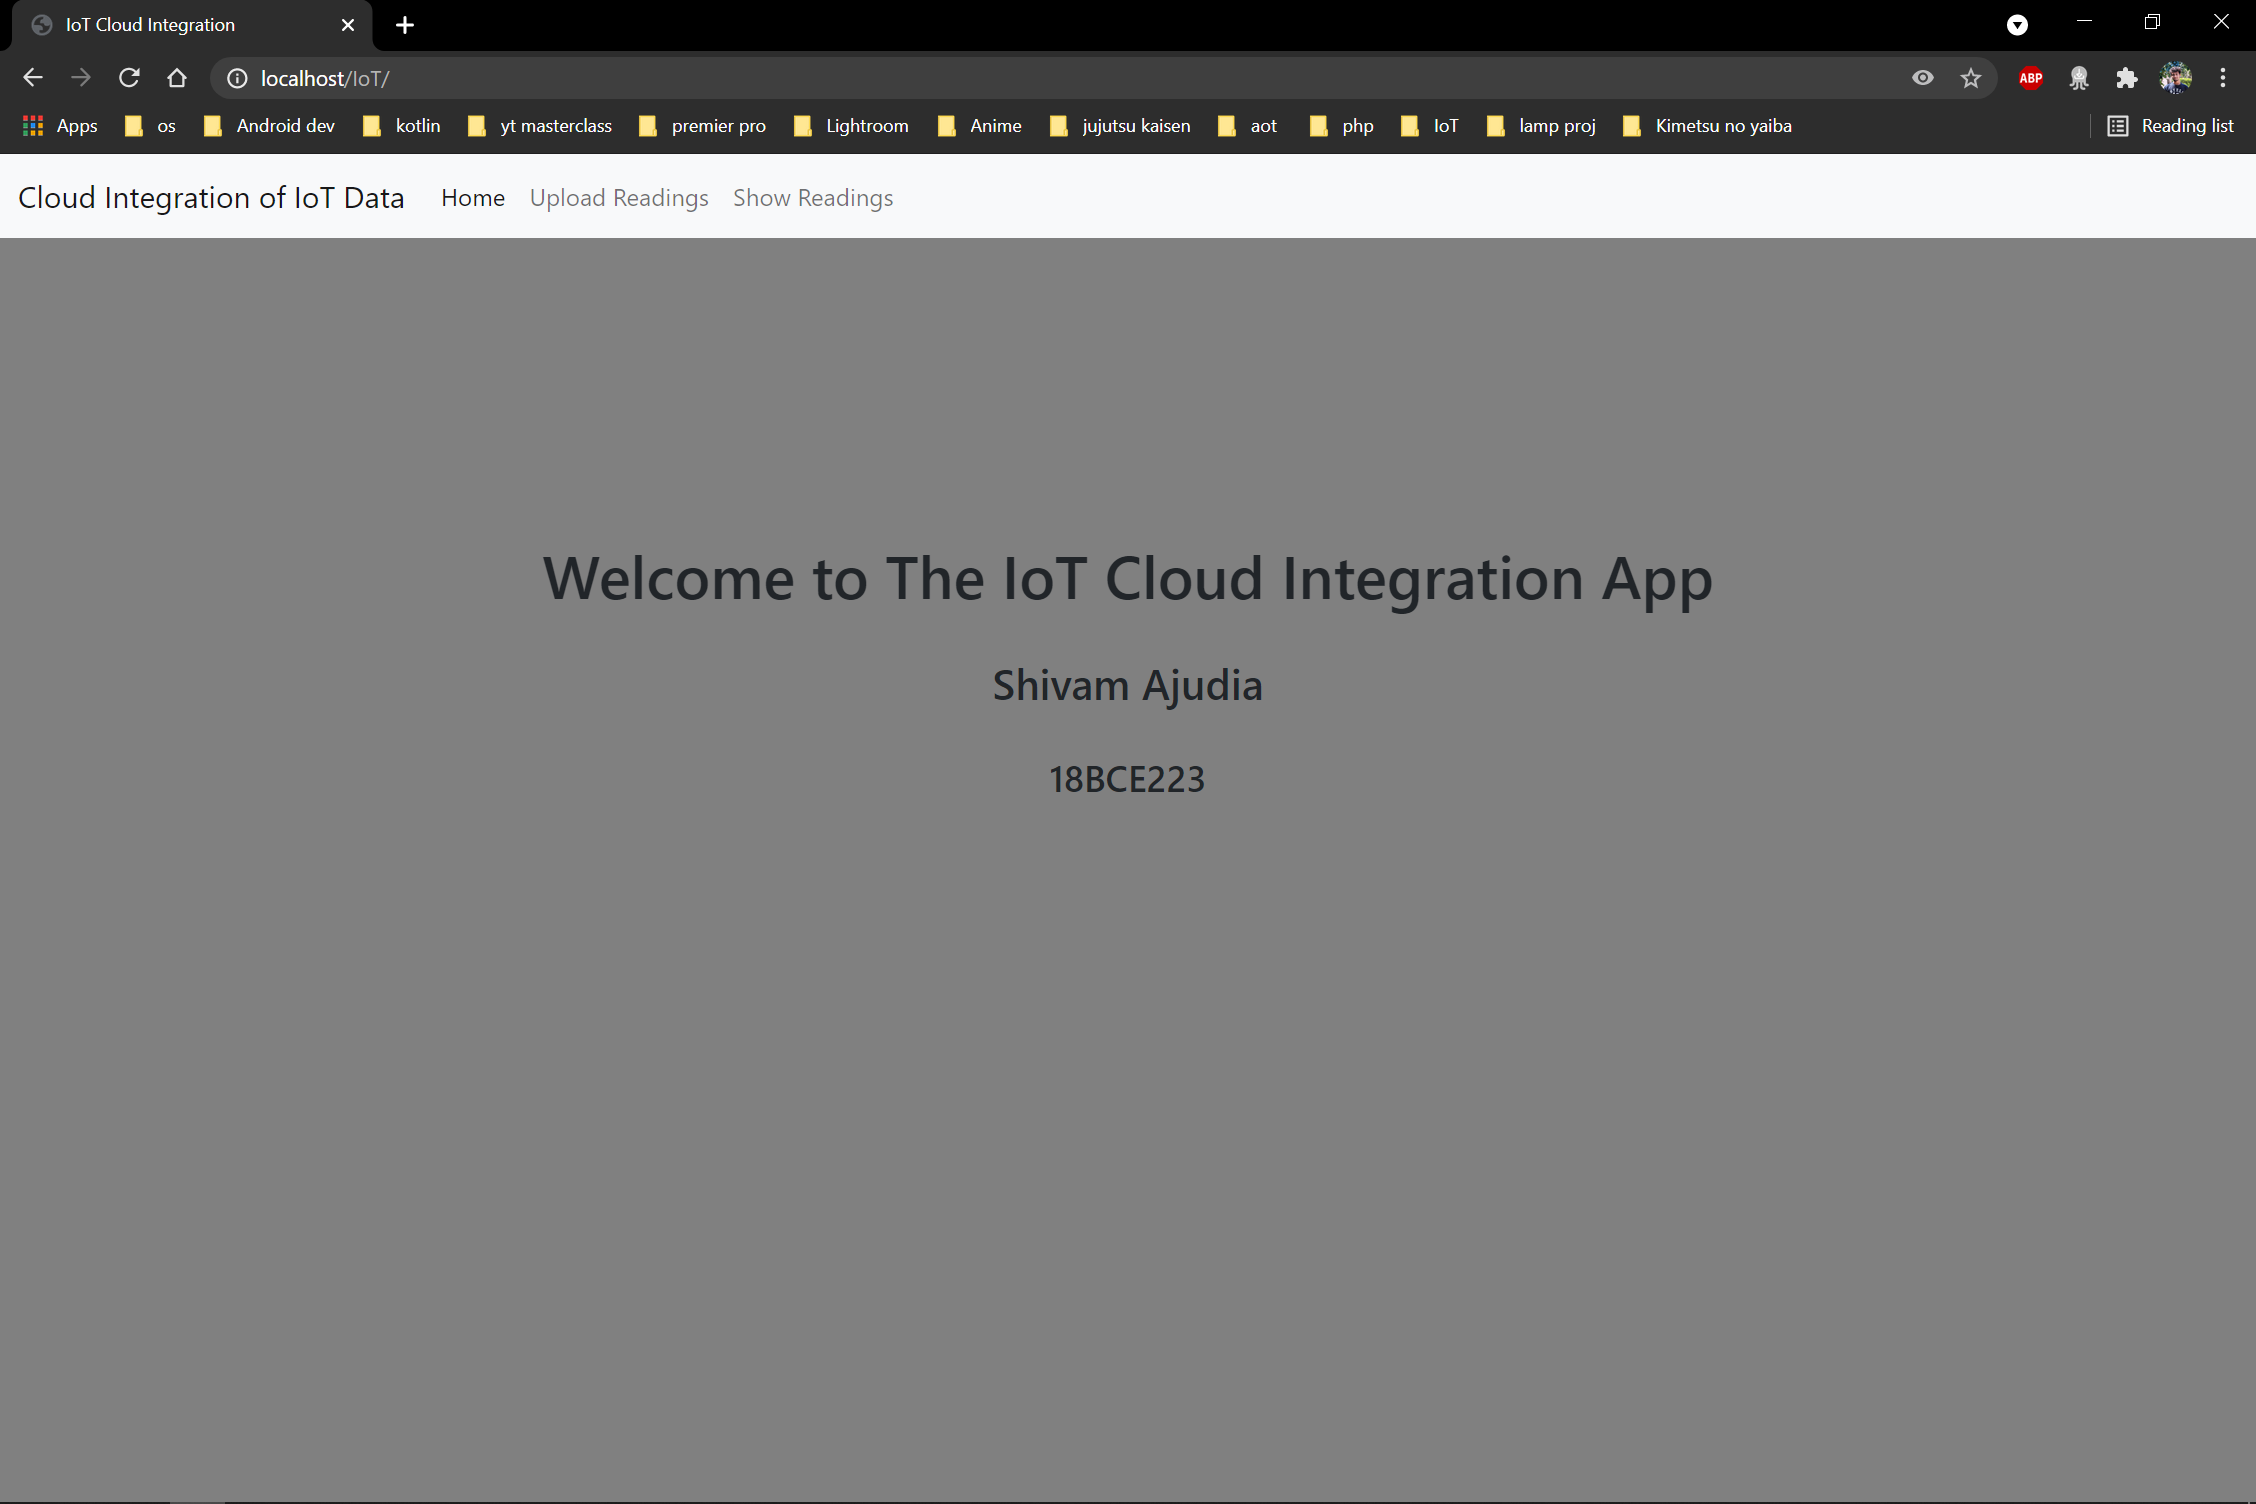 IoT Cloud Integration
localhost/IoT/
ABP
Apps os Android dev kotlin yt masterclass premier pro Lightroom Anime jujutsu kaisen aot php IoT lamp proj Kimetsu no yaiba Reading list
Cloud Integration of IoT Data Home Upload Readings Show Readings
Welcome to The IoT Cloud Integration App
Shivam Ajudia
18BCE223